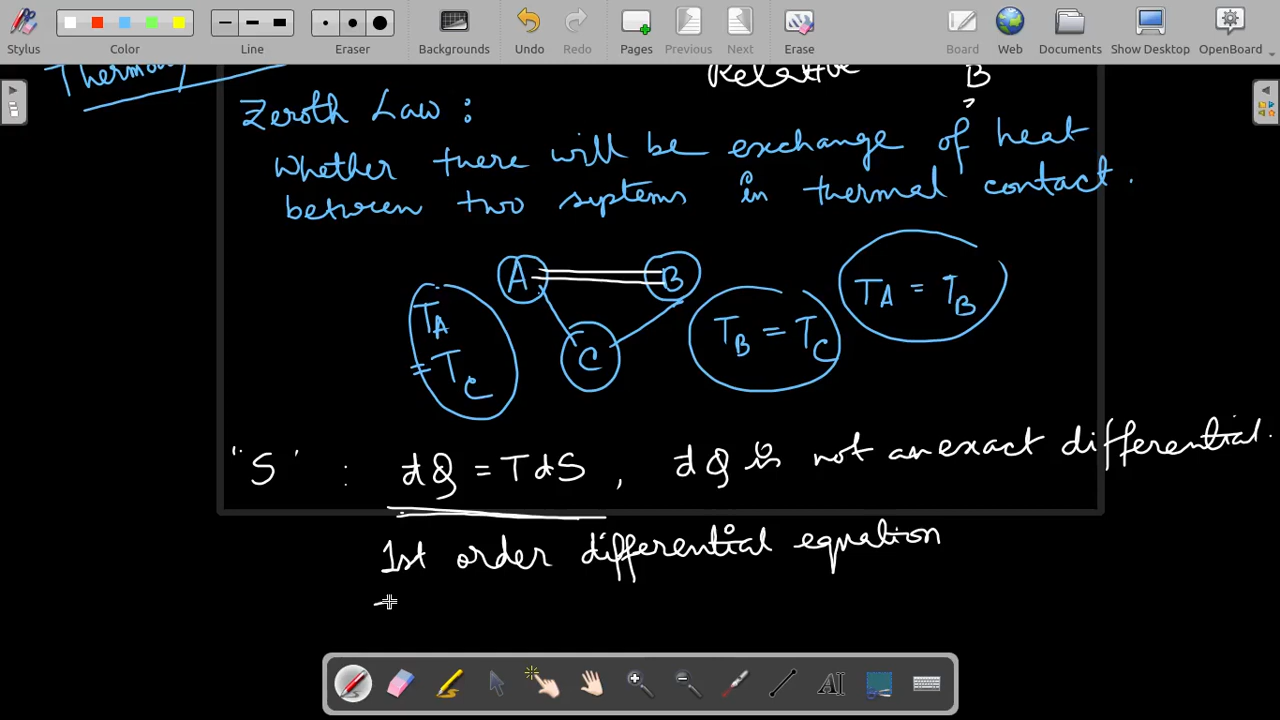 Stylus Color Line Eraser Backgrounds Undo Redo Pages Previous Next Erase Board Web Documents Show Desktop OpenBoard
Relative B
Zeroth Law :
Whether there will be exchange of heat
between two systems in thermal contact.
A B
C
TA
= TC
TB = TC
TA = TB
"S" : dQ = TdS , dQ is not an exact differential.
1st order differential equation